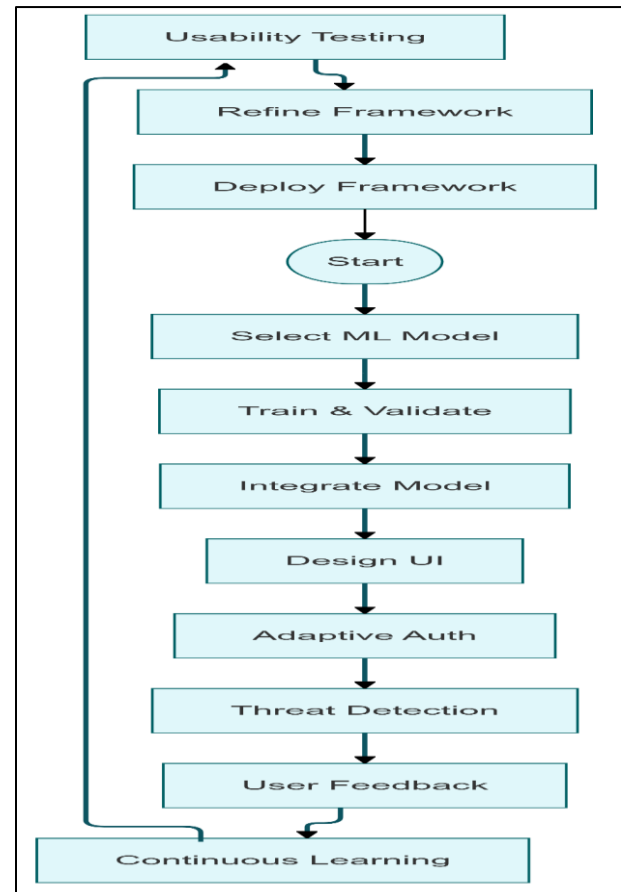 Usability Testing
Refine Framework
Deploy Framework
Start
Select ML Model
Train & Validate
Integrate Model
Design UI
Adaptive Auth
Threat Detection
User Feedback
Continuous Learning